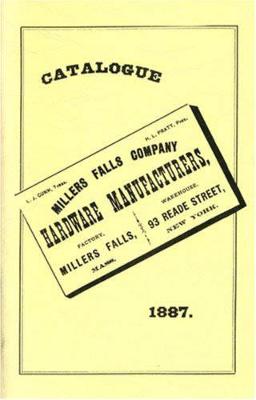 CATALOGUE
L. J. GUNN, Treas. H. L. PRATT, Pres.
MILLERS FALLS COMPANY
HARDWARE MANUFACTURERS,
FACTORY, WAREHOUSE,
MILLERS FALLS, 93 READE STREET,
MASS. NEW YORK.
1887.